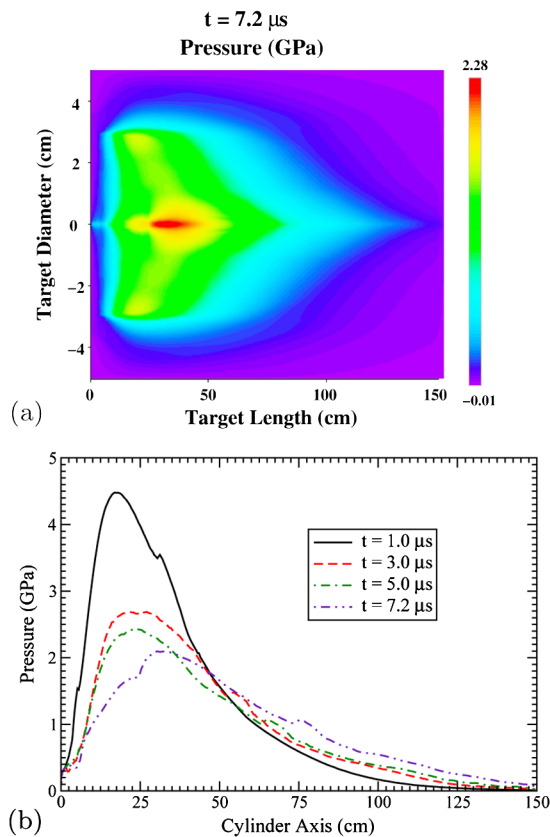 t = 7.2 μs
Pressure (GPa)
2.28
4
2
0
−2
−4
Target Diameter (cm)
0
50
100
150
−0.01
(a)
Target Length (cm)
5
4
3
2
1
0
Pressure (GPa)
t = 1.0 μs
t = 3.0 μs
t = 5.0 μs
t = 7.2 μs
0
25
50
75
100
125
150
(b)
Cylinder Axis (cm)